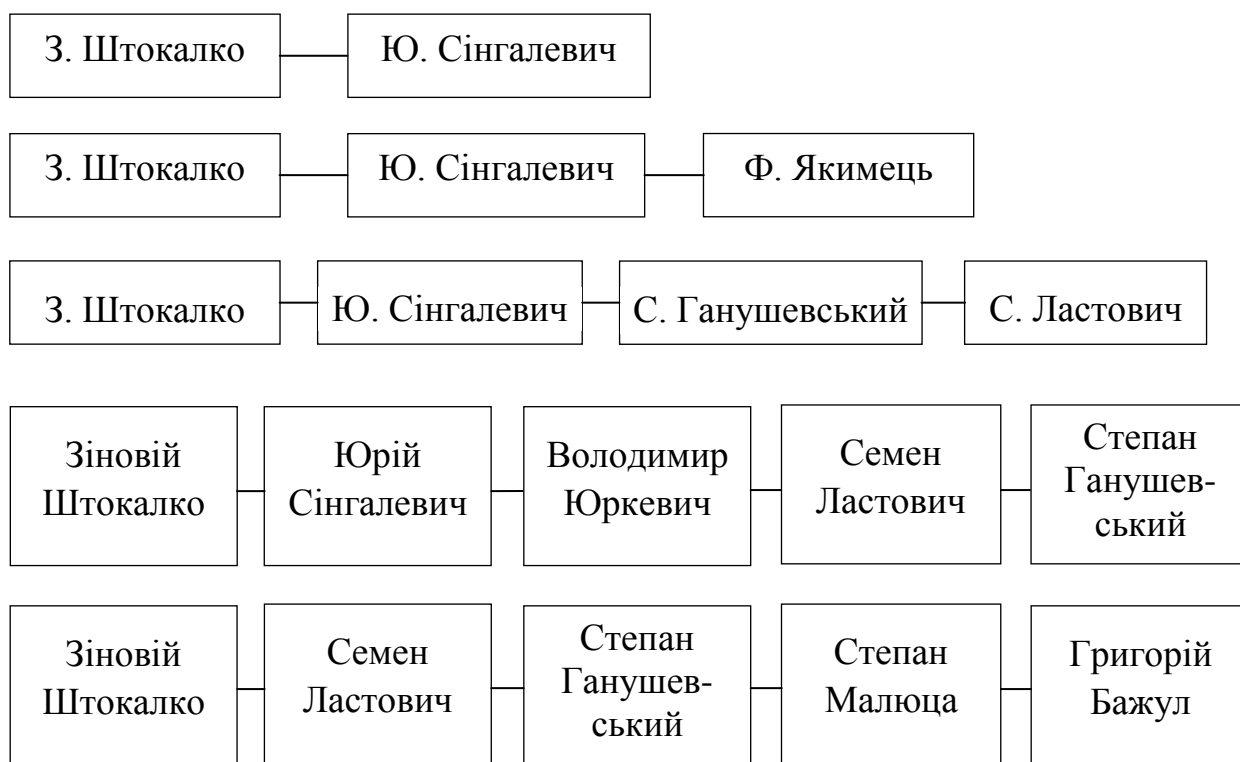 З. Штокалко Ю. Сінгалевич
З. Штокалко Ю. Сінгалевич Ф. Якимець
З. Штокалко Ю. Сінгалевич С. Ганушевський С. Ластович
Зіновій
Штокалко
Юрій
Сінгалевич
Володимир
Юркевич
Семен
Ластович
Степан
Ганушев-
ський
Зіновій
Штокалко
Семен
Ластович
Степан
Ганушев-
ський
Степан
Малюца
Григорій
Бажул